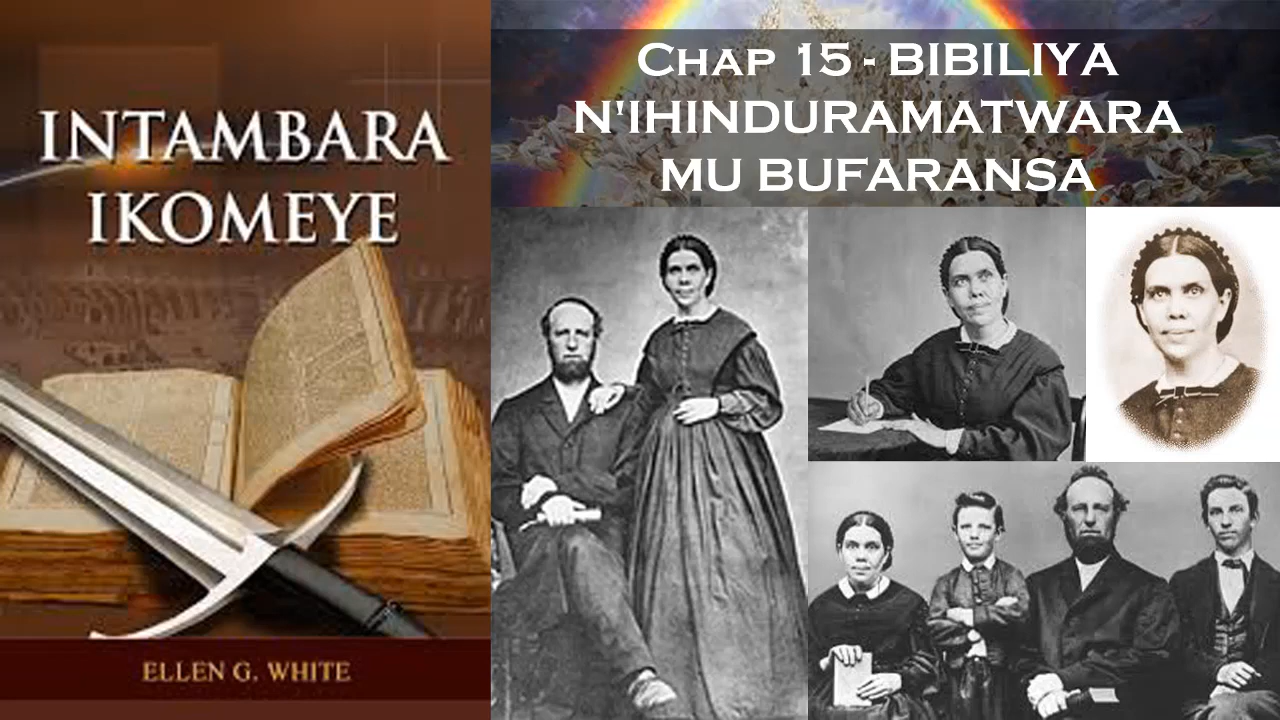 INTAMBARA
IKOMEYE
ELLEN G. WHITE
CHAP 15 - BIBILIYA
N'IHINDURAMATWARA
MU BUFARANSA